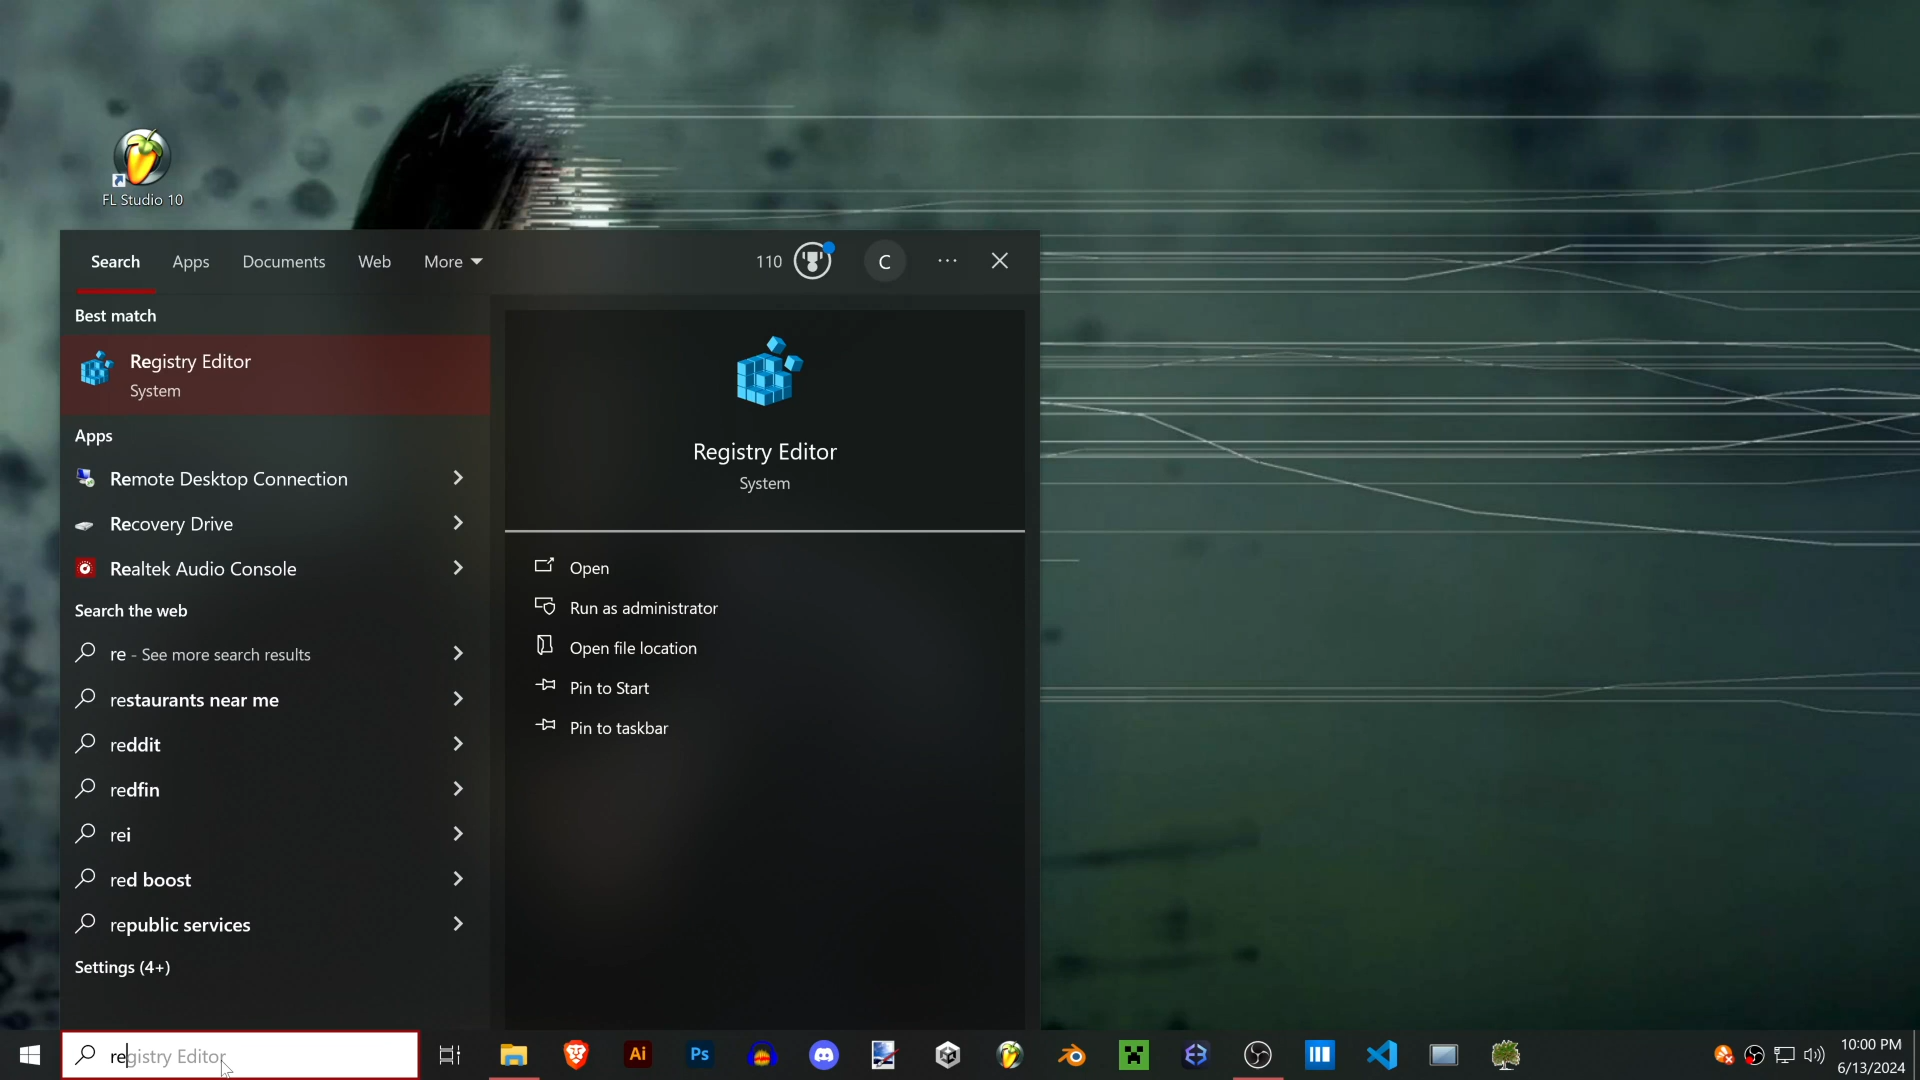 FL Studio 10
Search Apps Documents Web More 110 C
Best match
Registry Editor
System
Apps
Remote Desktop Connection
Recovery Drive
Realtek Audio Console
Search the web
re - See more search results
restaurants near me
reddit
redfin
rei
red boost
republic services
Settings (4+)
Registry Editor
System
Open
Run as administrator
Open file location
Pin to Start
Pin to taskbar
registry Editor
Ai
Ps
10:00 PM
6/13/2024